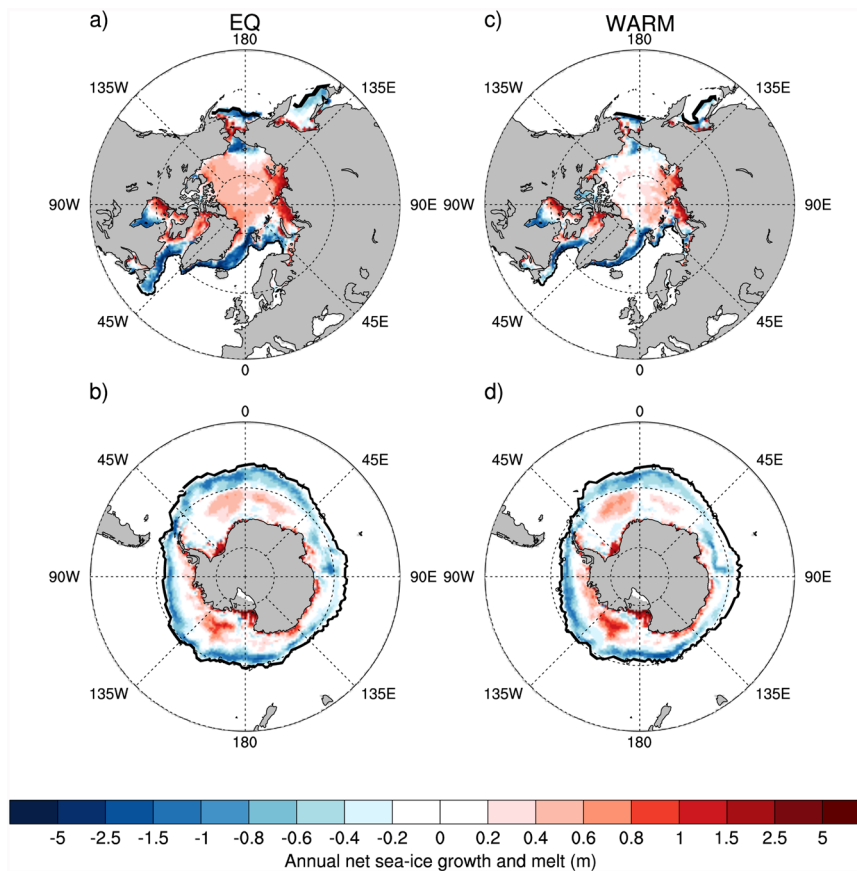 a) EQ c) WARM
180 180
135W 135E 135W 135E
90W 90E 90W 90E
45W 45E 45W 45E
0 0
b) d)
0 0
45W 45E 45W 45E
90W 90E 90W 90E
135W 135E 135W 135E
180 180
-5 -2.5 -1.5 -1 -0.8 -0.6 -0.4 -0.2 0 0.2 0.4 0.6 0.8 1 1.5 2.5 5
Annual net sea-ice growth and melt (m)